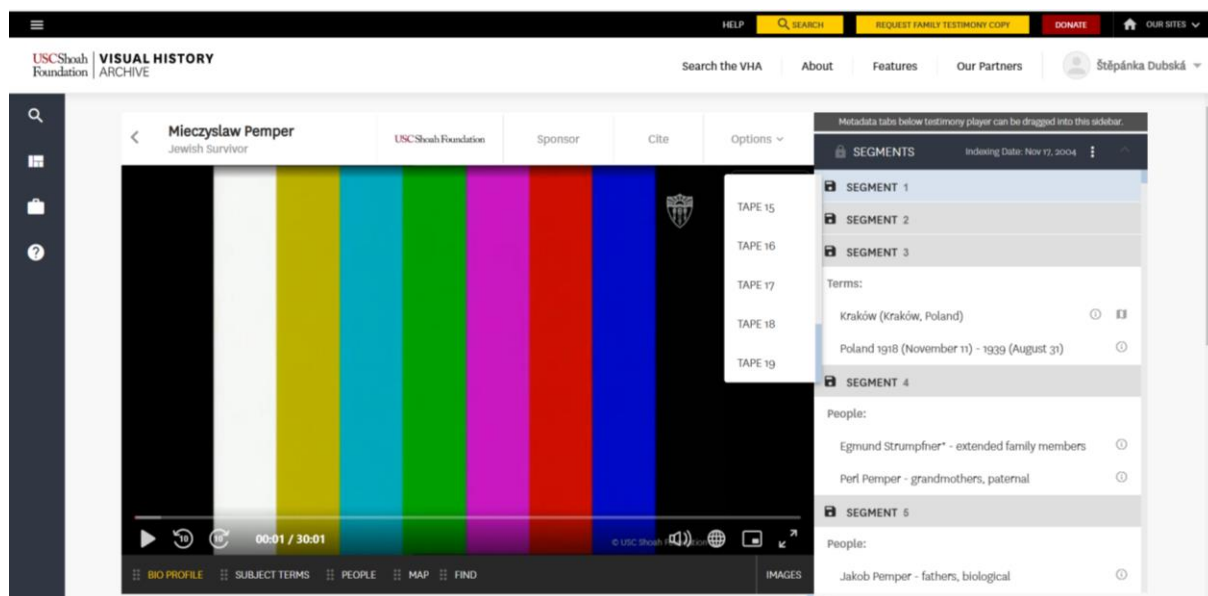 HELP
SEARCH
REQUEST FAMILY TESTIMONY COPY
DONATE
OUR SITES
USC Shoah Foundation
VISUAL HISTORY ARCHIVE
Search the VHA
About
Features
Our Partners
Štěpánka Dubská
Mieczyslaw Pemper
Jewish Survivor
USC Shoah Foundation
Sponsor
Cite
Options
TAPE 15
TAPE 16
TAPE 17
TAPE 18
TAPE 19
10
10
00:01 / 30:01
© USC Shoah
BIO PROFILE
SUBJECT TERMS
PEOPLE
MAP
FIND
IMAGES
Metadata tabs below testimony player can be dragged into this sidebar.
SEGMENTS
Indexing Date: Nov 17, 2004
SEGMENT 1
SEGMENT 2
SEGMENT 3
Terms:
Kraków (Kraków, Poland)
Poland 1918 (November 11) - 1939 (August 31)
SEGMENT 4
People:
Egmund Strumpfner* - extended family members
Perl Pemper - grandmothers, paternal
SEGMENT 5
People:
Jakob Pemper - fathers, biological